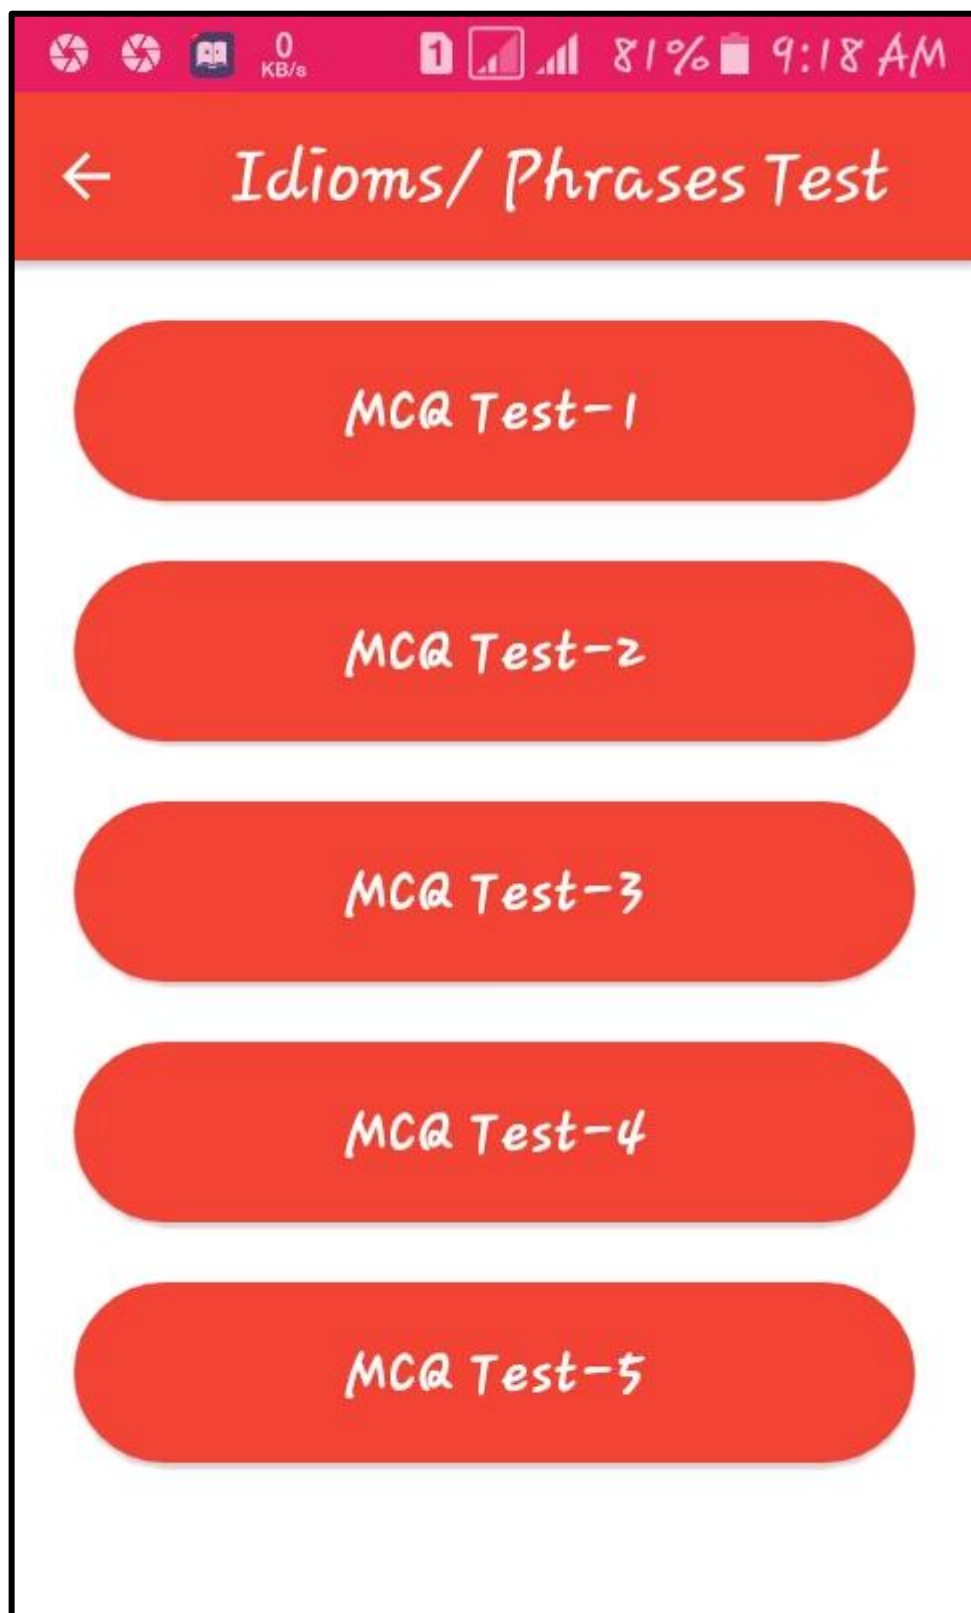 0 KB/s 1 81% 9:18 AM
Idioms/ Phrases Test
MCQ Test-1
MCQ Test-2
MCQ Test-3
MCQ Test-4
MCQ Test-5